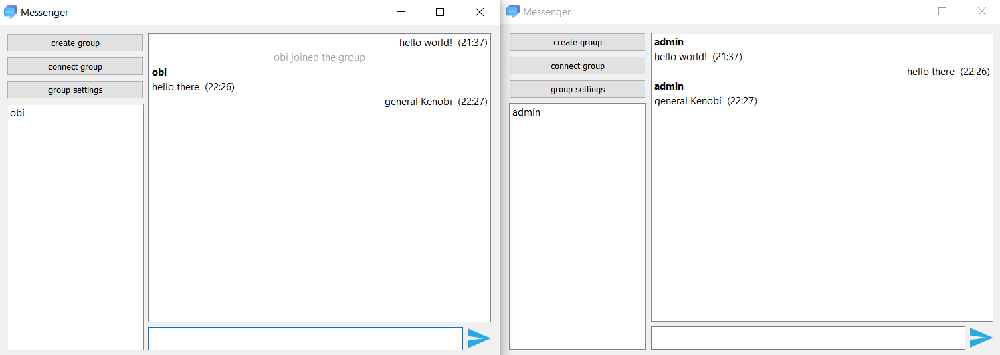 Messenger
create group
connect group
group settings
obi
hello world!  (21:37)
obi joined the group
obi
hello there  (22:26)
general Kenobi  (22:27)
Messenger
create group
connect group
group settings
admin
admin
hello world!  (21:37)
hello there  (22:26)
admin
general Kenobi  (22:27)